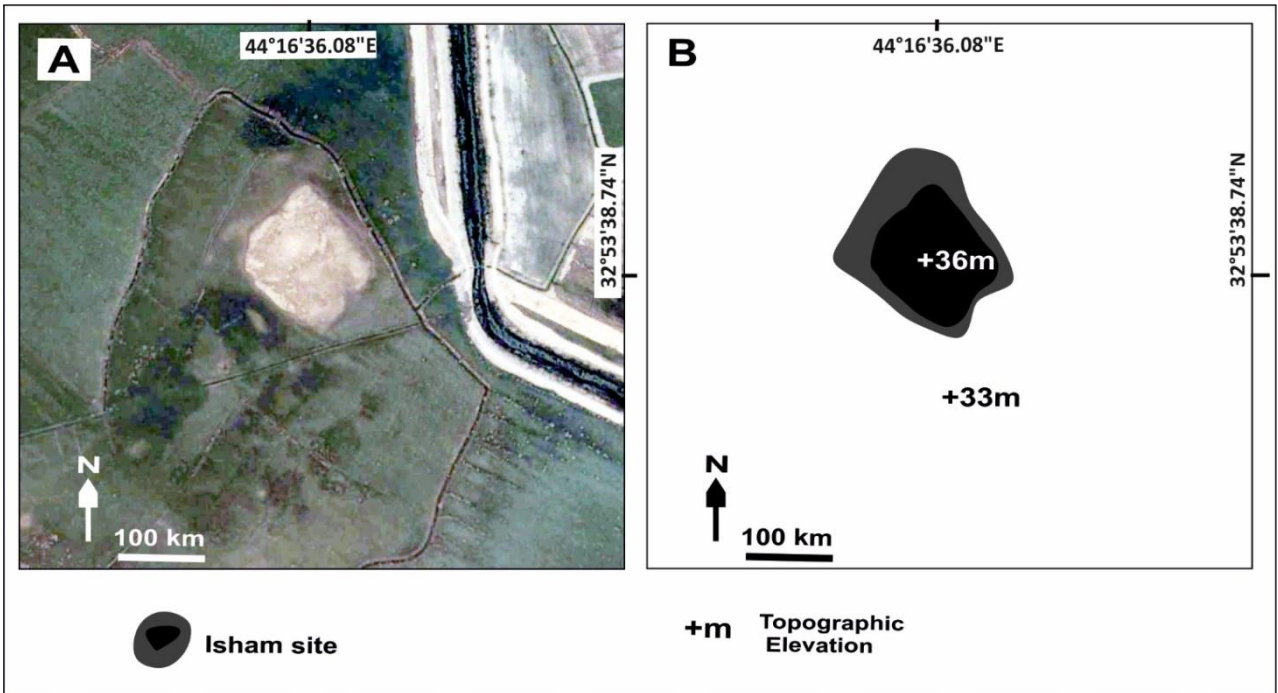 A
44°16'36.08"E
32°53'38.74"N
N
100 km
B
44°16'36.08"E
32°53'38.74"N
+36m
+33m
N
100 km
Isham site
+m Topographic
Elevation